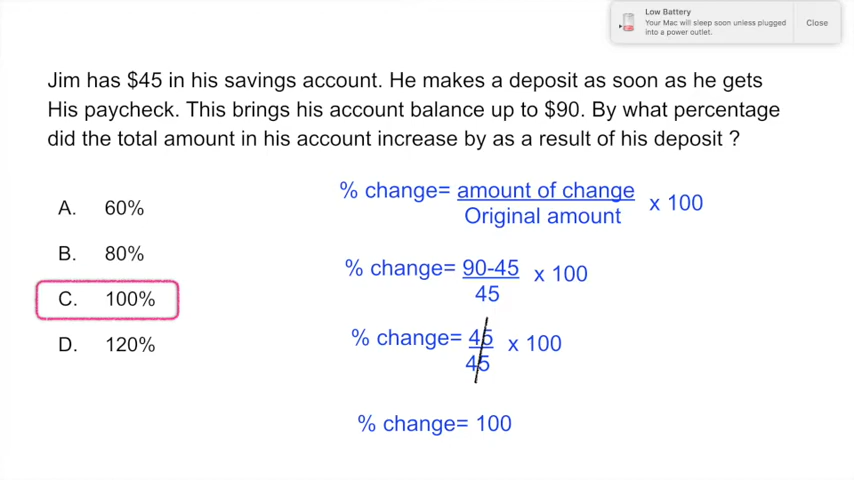 Low Battery
Your Mac will sleep soon unless plugged
into a power outlet.
Close
Jim has $45 in his savings account. He makes a deposit as soon as he gets
His paycheck. This brings his account balance up to $90. By what percentage
did the total amount in his account increase by as a result of his deposit ?
A. 60%
B. 80%
C. 100%
D. 120%
% change= amount of change
Original amount
x 100
% change= 90-45
45
x 100
% change= 45
45
x 100
% change= 100